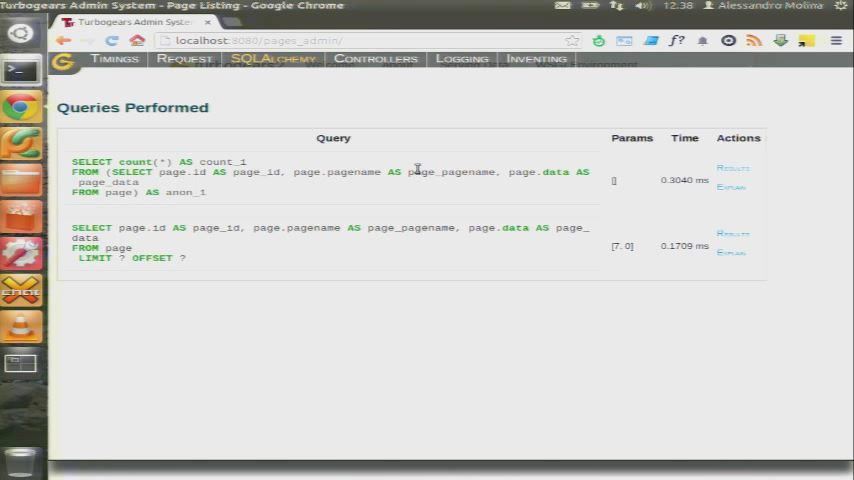 Turbogears Admin System - Page Listing - Google Chrome
12.38
Alessandro Molina
Turbogears Admin System
localhost:8080/pages_admin/
TIMINGS
REQUEST
SQLALCHEMY
CONTROLLERS
LOGGING
INVENTING
Queries Performed
Query Params Time Actions
SELECT count(*) AS count_1
FROM (SELECT page.id AS page_id, page.pagename AS page_pagename, page.data AS
page_data
FROM page) AS anon_1
[] 0.3040 ms
RESULTS
EXPLAIN
SELECT page.id AS page_id, page.pagename AS page_pagename, page.data AS page_
data
FROM page
LIMIT ? OFFSET ?
[7, 0] 0.1709 ms
RESULTS
EXPLAIN